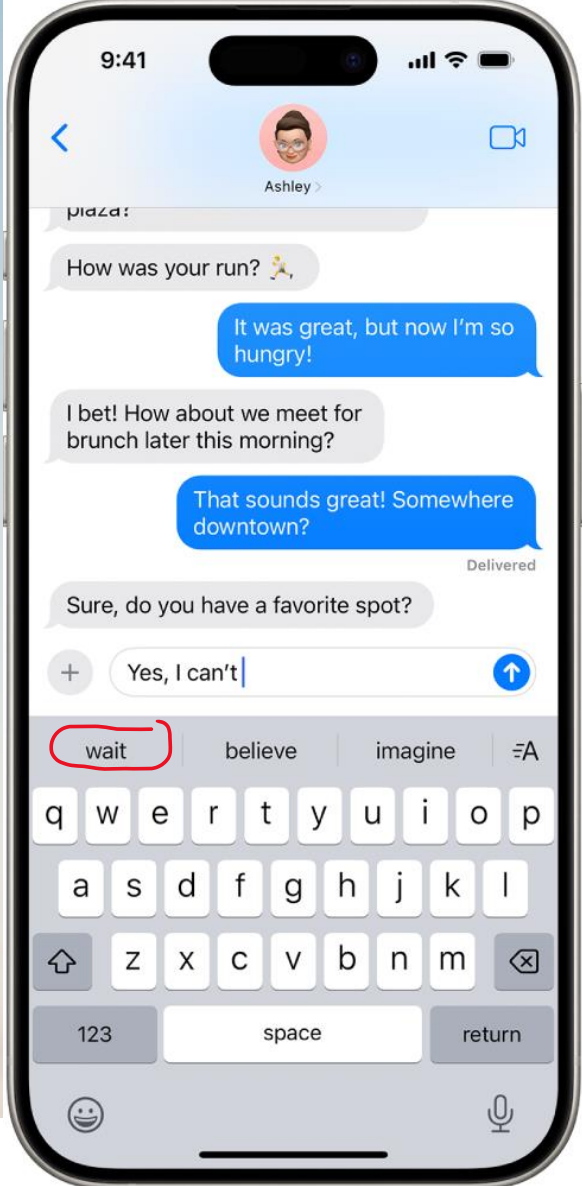 9:41
Ashley
plaza?
How was your run? 🏃
It was great, but now I’m so
hungry!
I bet! How about we meet for
brunch later this morning?
That sounds great! Somewhere
downtown?
Delivered
Sure, do you have a favorite spot?
Yes, I can’t
wait believe imagine A
q w e r t y u i o p
a s d f g h j k l
z x c v b n m
123 space return